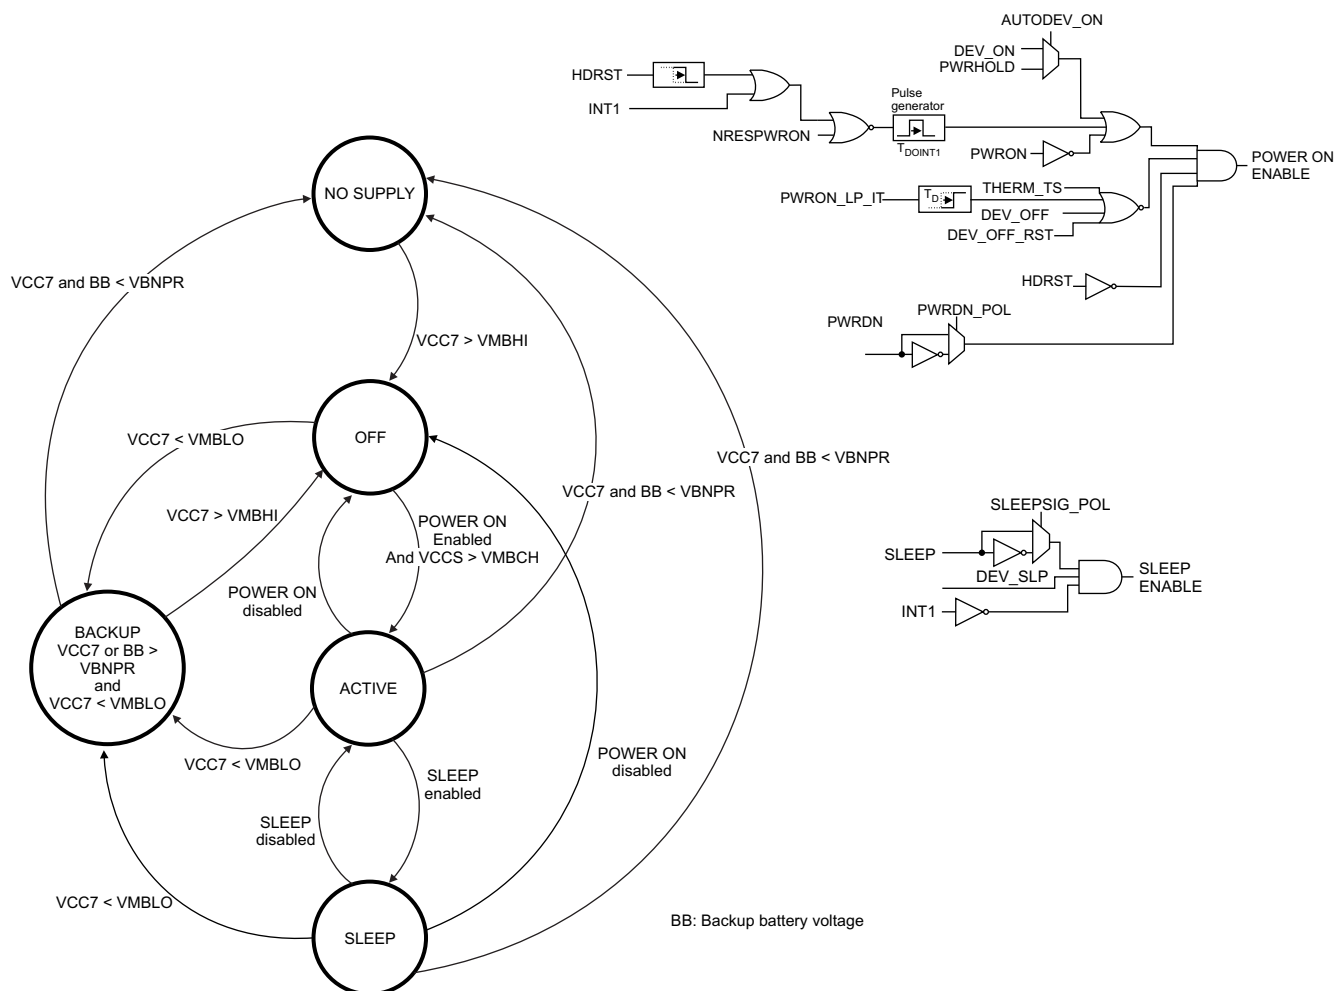 AUTODEV_ON
DEV_ON
PWRHOLD
HDRST
INT1
Pulse
generator
NRESPWRON
TDOINT1
PWRON
POWER ON
ENABLE
PWRON_LP_IT
TD
THERM_TS
DEV_OFF
DEV_OFF_RST
HDRST
PWRDN
PWRDN_POL
NO SUPPLY
VCC7 and BB < VBNPR
VCC7 > VMBHI
OFF
VCC7 < VMBLO
VCC7 > VMBHI
VCC7 and BB < VBNPR
VCC7 and BB < VBNPR
POWER ON
Enabled
And VCCS > VMBCH
POWER ON
disabled
BACKUP
VCC7 or BB >
VBNPR
and
VCC7 < VMBLO
ACTIVE
VCC7 < VMBLO
SLEEP
enabled
SLEEP
disabled
POWER ON
disabled
VCC7 < VMBLO
SLEEP
SLEEPSIG_POL
SLEEP
DEV_SLP
INT1
SLEEP
ENABLE
BB: Backup battery voltage